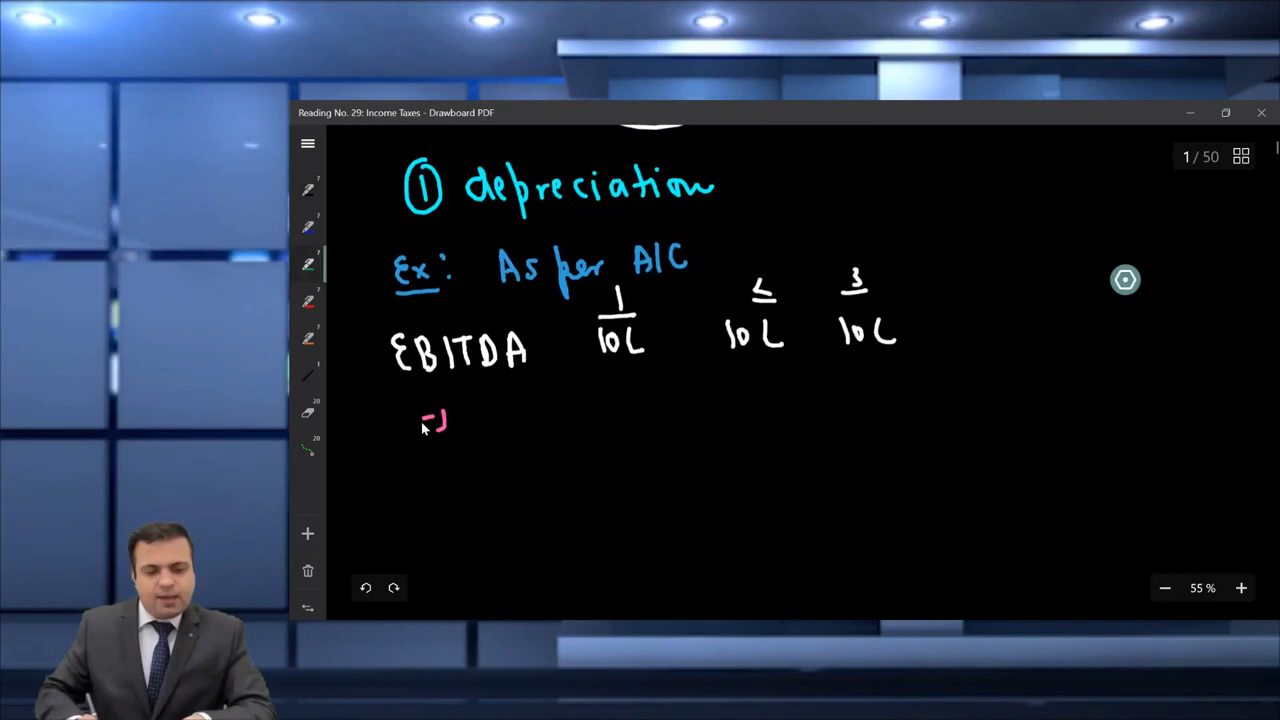 Reading No. 29: Income Taxes - Drawboard PDF
1 / 50
① depreciation
Ex: As per A/C
1 2 3
EBITDA 10L 10L 10L
55 %